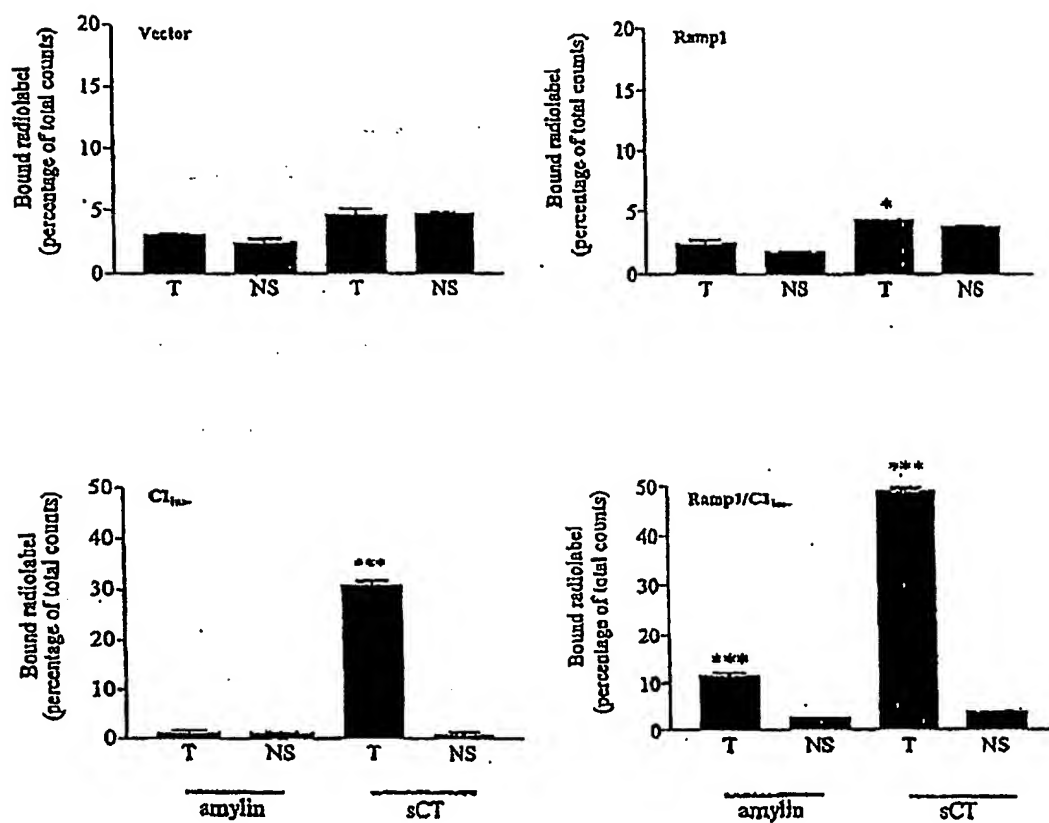 Vector
Bound radiolabel
(percentage of total counts)
20
15
10
5
0
T NS T NS
Ramp1
Bound radiolabel
(percentage of total counts)
20
15
10
5
0
*
T NS T NS
C1
Bound radiolabel
(percentage of total counts)
50
40
30
20
10
0
***
T NS T NS
amylin sCT
Ramp1/C1
Bound radiolabel
(percentage of total counts)
50
40
30
20
10
0
*** ***
T NS T NS
amylin sCT